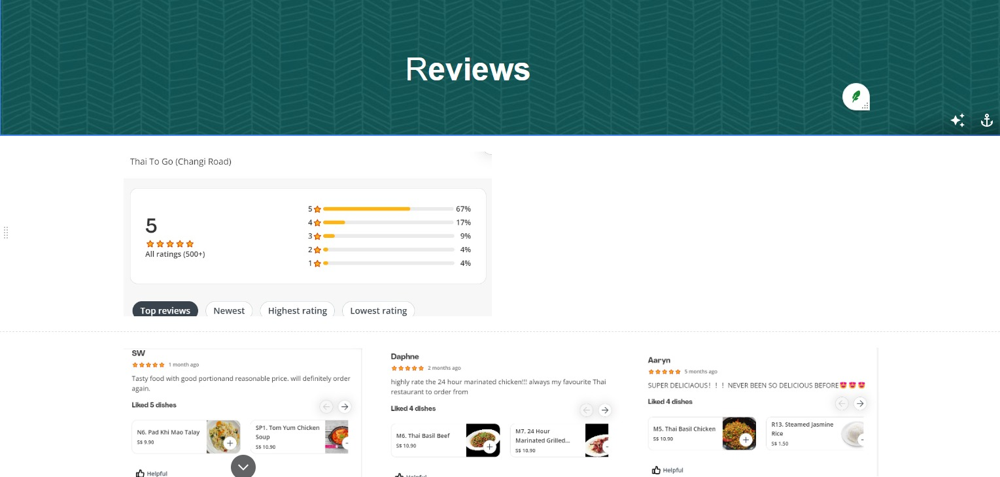 Reviews
Thai To Go (Changi Road)
5
All ratings (500+)
5 67%
4 17%
3 9%
2 4%
1 4%
Top reviews Newest Highest rating Lowest rating
SW
1 month ago
Tasty food with good portionand reasonable price. will definitely order
again.
Liked 5 dishes
N6. Pad Khi Mao Talay
S$ 9.90
SP1. Tom Yum Chicken
Soup
S$ 10.90
Helpful
Daphne
2 months ago
highly rate the 24 hour marinated chicken!!! always my favourite Thai
restaurant to order from
Liked 4 dishes
M6. Thai Basil Beef
S$ 10.90
M7. 24 Hour
Marinated Grilled...
S$ 10.90
Helpful
Aaryn
5 months ago
SUPER DELICIAOUS！！！ NEVER BEEN SO DELICIOUS BEFORE😍😍😍
Liked 4 dishes
M5. Thai Basil Chicken
S$ 10.90
R13. Steamed Jasmine
Rice
S$ 1.50
Helpful